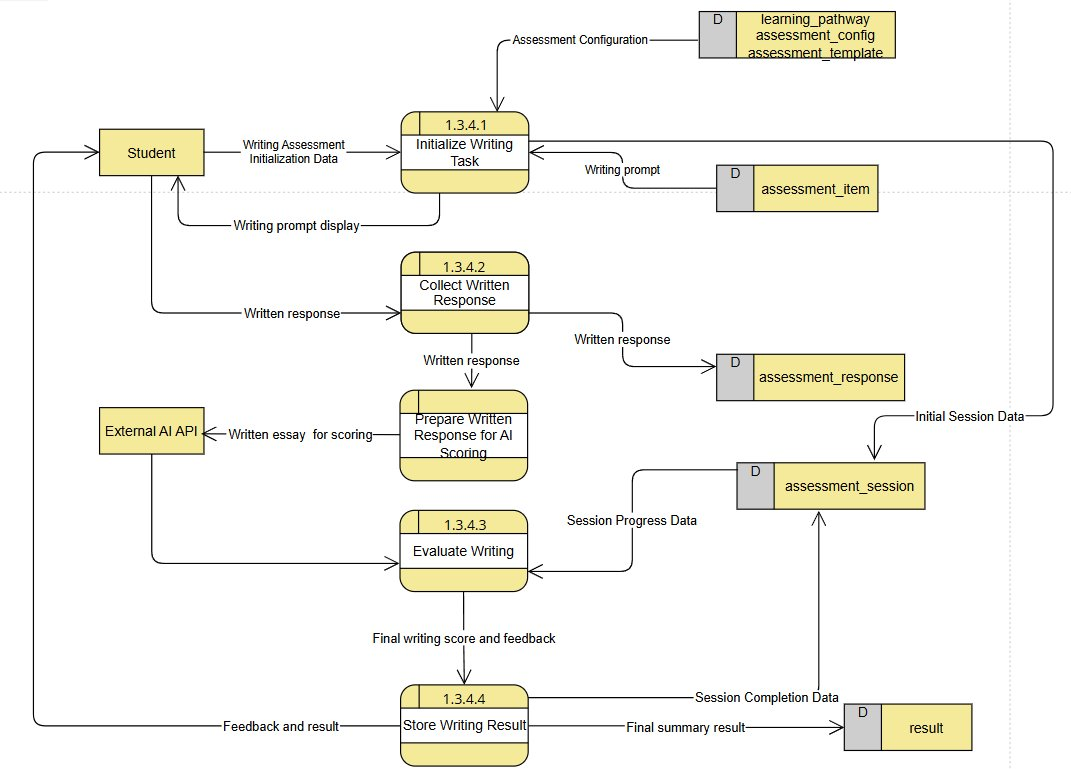 D
learning_pathway
assessment_config
assessment_template
Assessment Configuration
1.3.4.1
Initialize Writing
Task
Student
Writing Assessment
Initialization Data
Writing prompt
D
assessment_item
Writing prompt display
1.3.4.2
Collect Written
Response
Written response
Written response
Written response
D
assessment_response
Prepare Written
Response for AI
Scoring
External AI API
Written essay for scoring
Initial Session Data
D
assessment_session
Session Progress Data
1.3.4.3
Evaluate Writing
Final writing score and feedback
1.3.4.4
Store Writing Result
Session Completion Data
Feedback and result
Final summary result
D
result